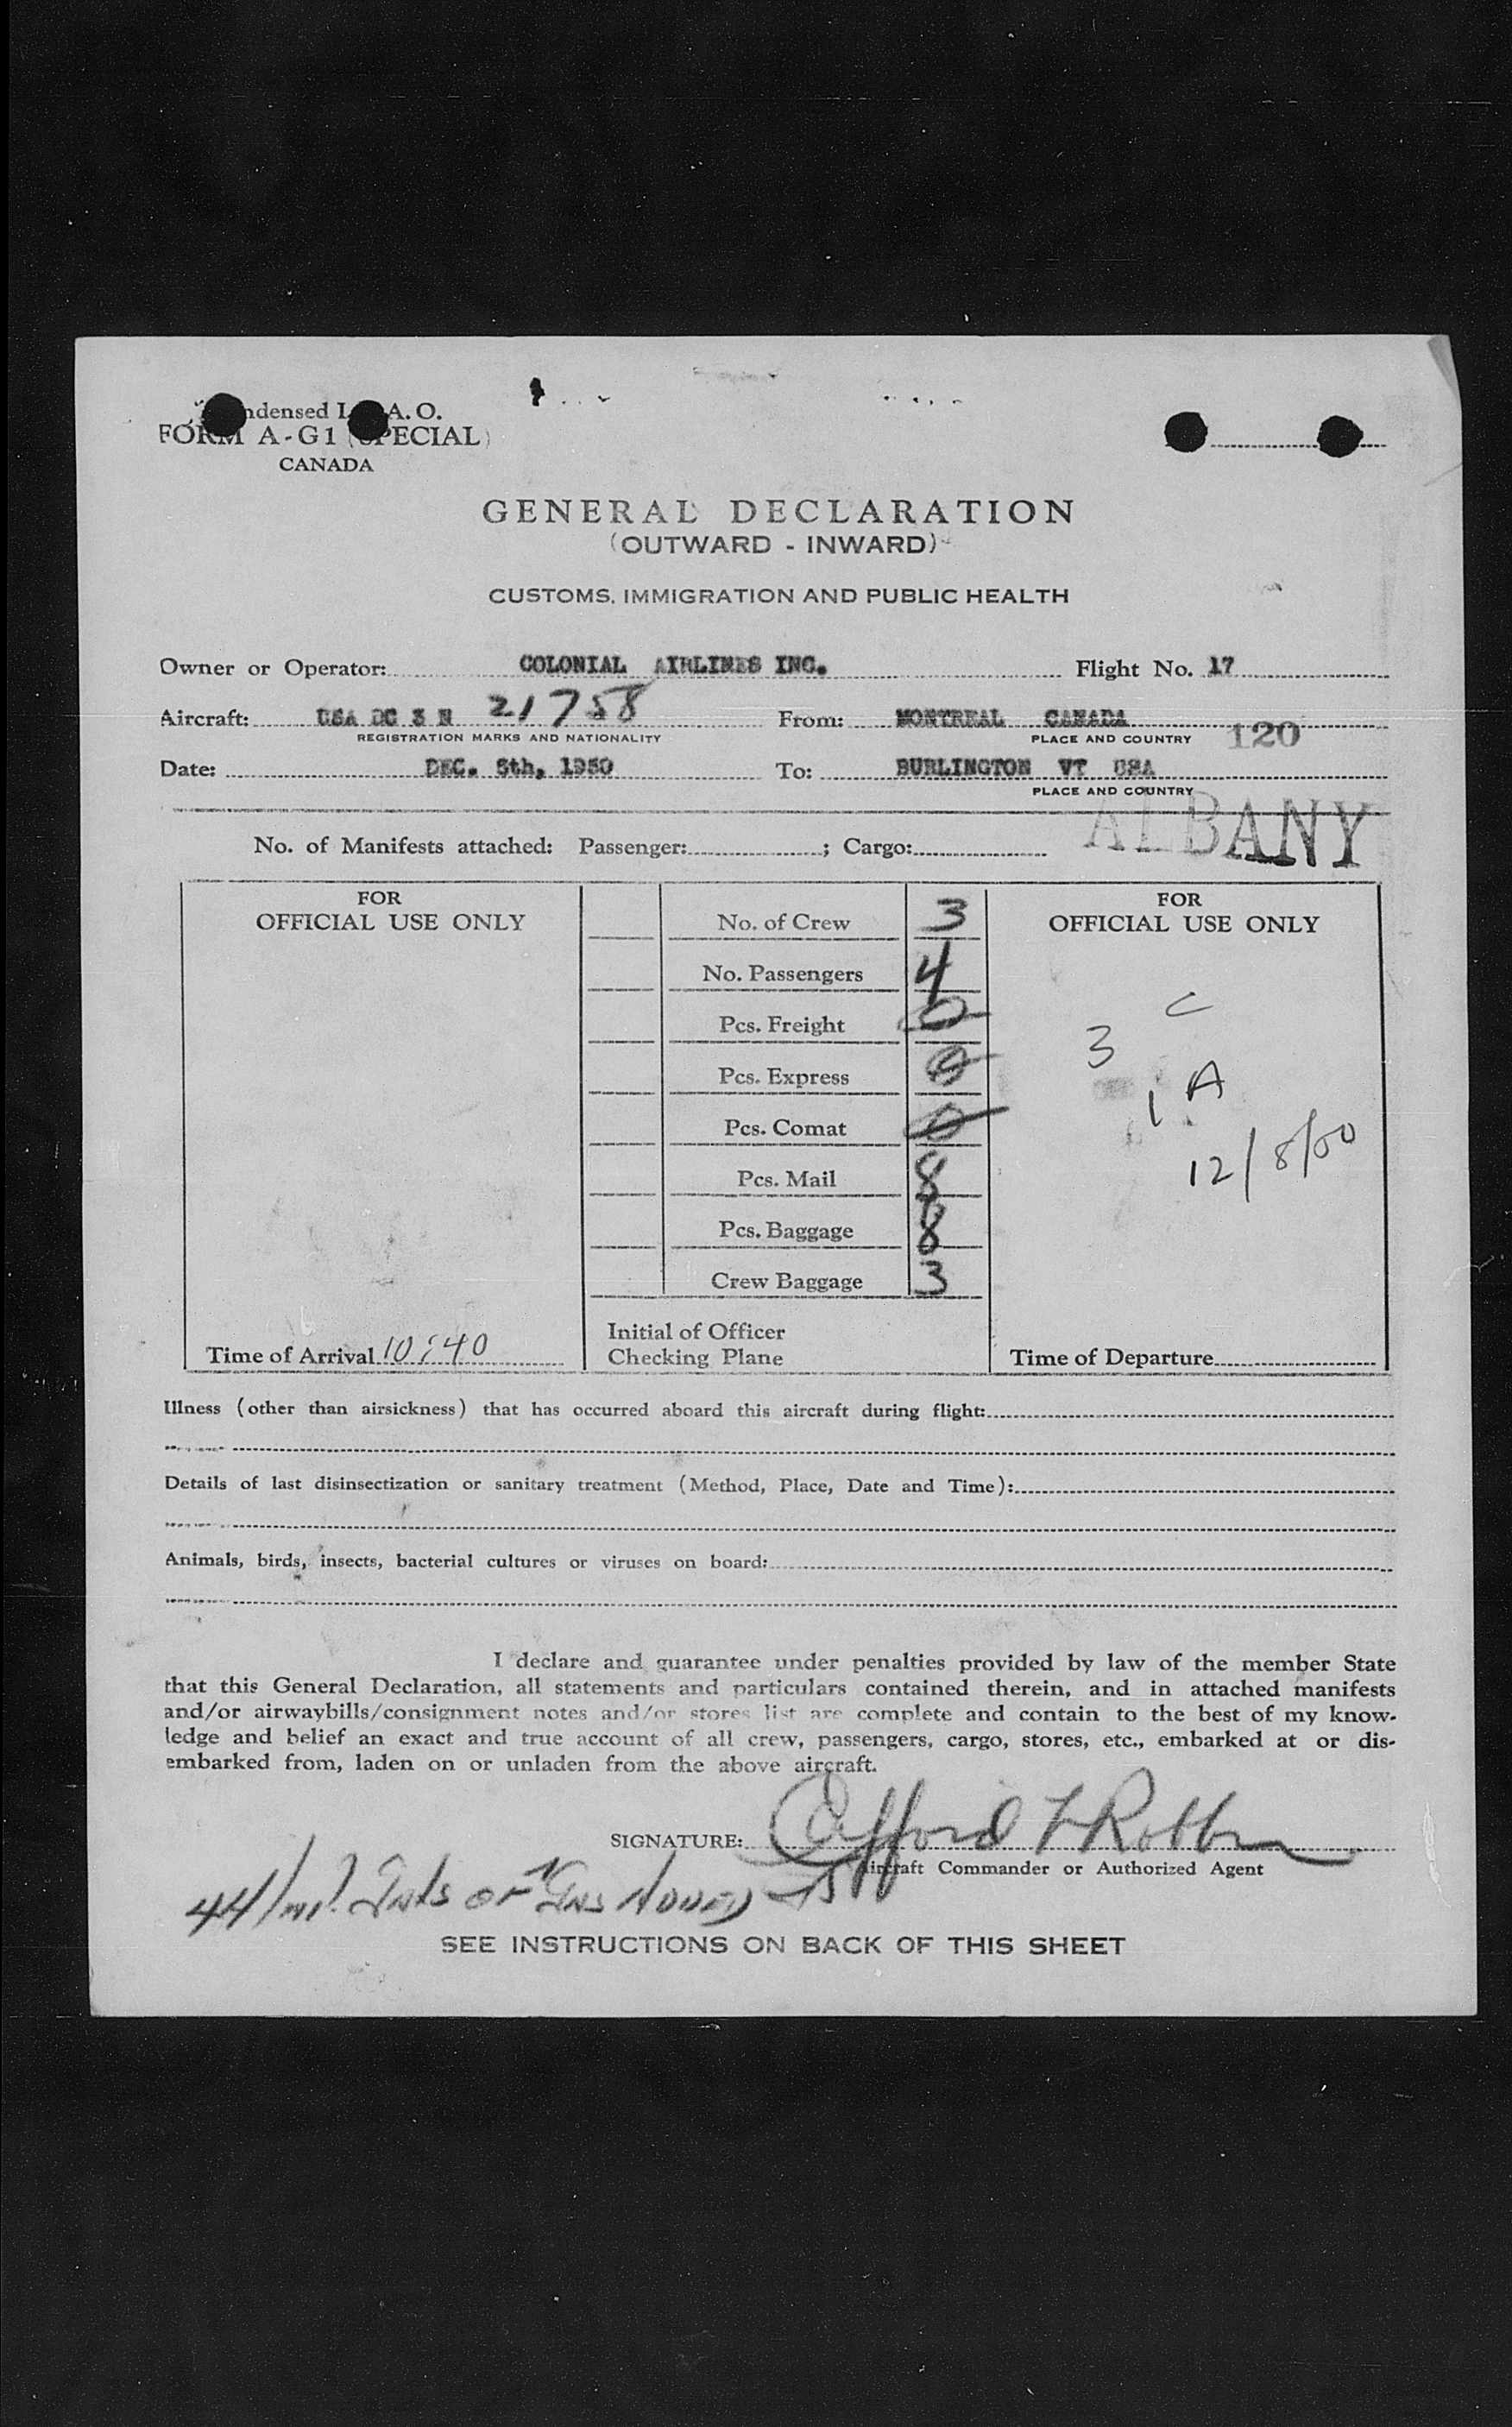 ndensed I. A. O.
FORM A-G1 (SPECIAL)
CANADA
GENERAL DECLARATION
(OUTWARD - INWARD)
CUSTOMS, IMMIGRATION AND PUBLIC HEALTH
Owner or Operator: COLONIAL AIRLINES INC. Flight No. 17
Aircraft: USA DC 3 N 21758 From: MONTREAL CANADA
REGISTRATION MARKS AND NATIONALITY PLACE AND COUNTRY 120
Date: DEC. 8th, 1950 To: BURLINGTON VT USA
PLACE AND COUNTRY
ALBANY
No. of Manifests attached: Passenger: ; Cargo:
FOR
OFFICIAL USE ONLY
No. of Crew 3
No. Passengers 4
Pcs. Freight 0
Pcs. Express 0
Pcs. Comat 0
Pcs. Mail 8
Pcs. Baggage 8
Crew Baggage 3
FOR
OFFICIAL USE ONLY
3 C
1 A
12/8/50
Time of Arrival 10:40
Initial of Officer
Checking Plane
Time of Departure
Illness (other than airsickness) that has occurred aboard this aircraft during flight:
Details of last disinsectization or sanitary treatment (Method, Place, Date and Time):
Animals, birds, insects, bacterial cultures or viruses on board:
I declare and guarantee under penalties provided by law of the member State
that this General Declaration, all statements and particulars contained therein, and in attached manifests
and/or airwaybills/consignment notes and/or stores list are complete and contain to the best of my know-
ledge and belief an exact and true account of all crew, passengers, cargo, stores, etc., embarked at or dis-
embarked from, laden on or unladen from the above aircraft.
SIGNATURE:
Aircraft Commander or Authorized Agent
SEE INSTRUCTIONS ON BACK OF THIS SHEET